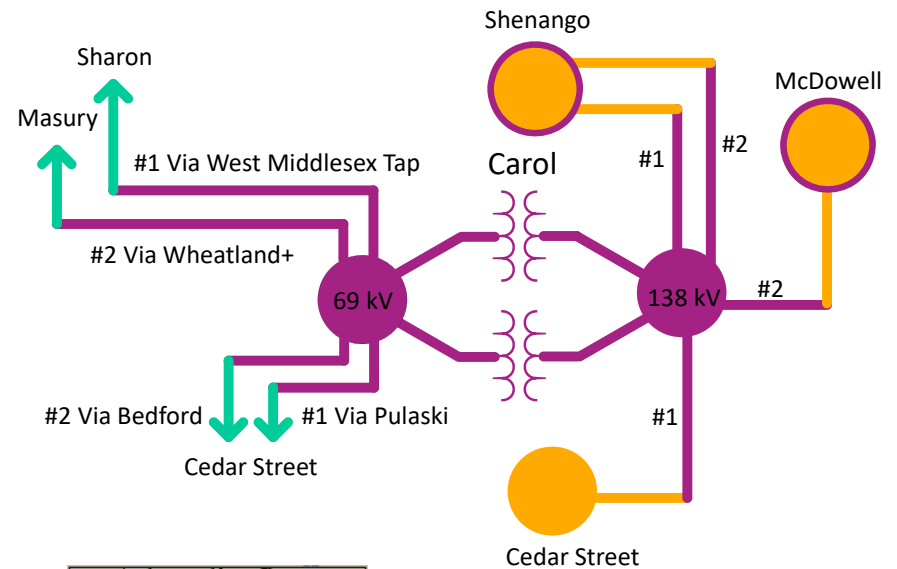 Shenango
Sharon
McDowell
Masury
#1 Via West Middlesex Tap
#1
#2
Carol
#2 Via Wheatland+
69 kV
138 kV
#2
#2 Via Bedford
#1 Via Pulaski
#1
Cedar Street
Cedar Street